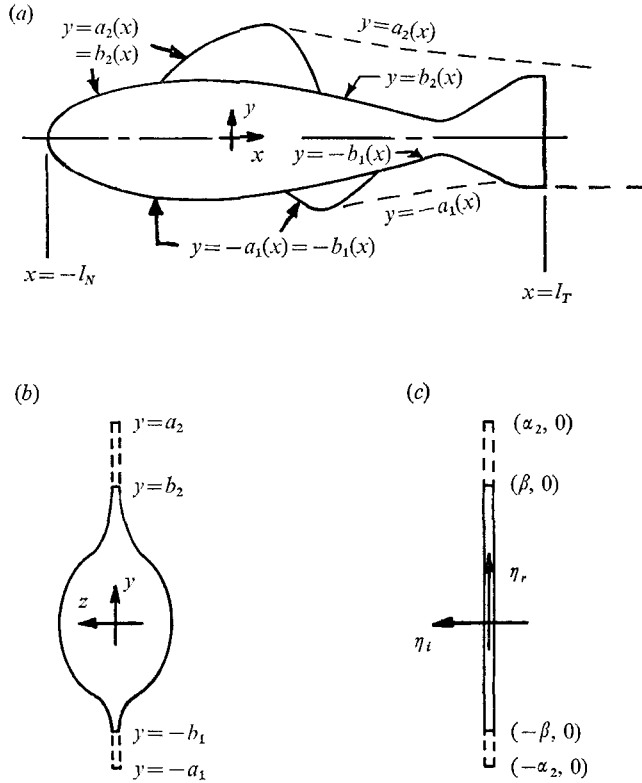 (a)
y = a₂(x)
= b₂(x)
y = a₂(x)
y = b₂(x)
y
x
y = −b₁(x)
y = −a₁(x)
y = −a₁(x) = −b₁(x)
x = −l_N
x = l_T
(b)
y = a₂
y = b₂
z
y
y = −b₁
y = −a₁
(c)
(α₂, 0)
(β, 0)
η_r
η_i
(−β, 0)
(−α₂, 0)